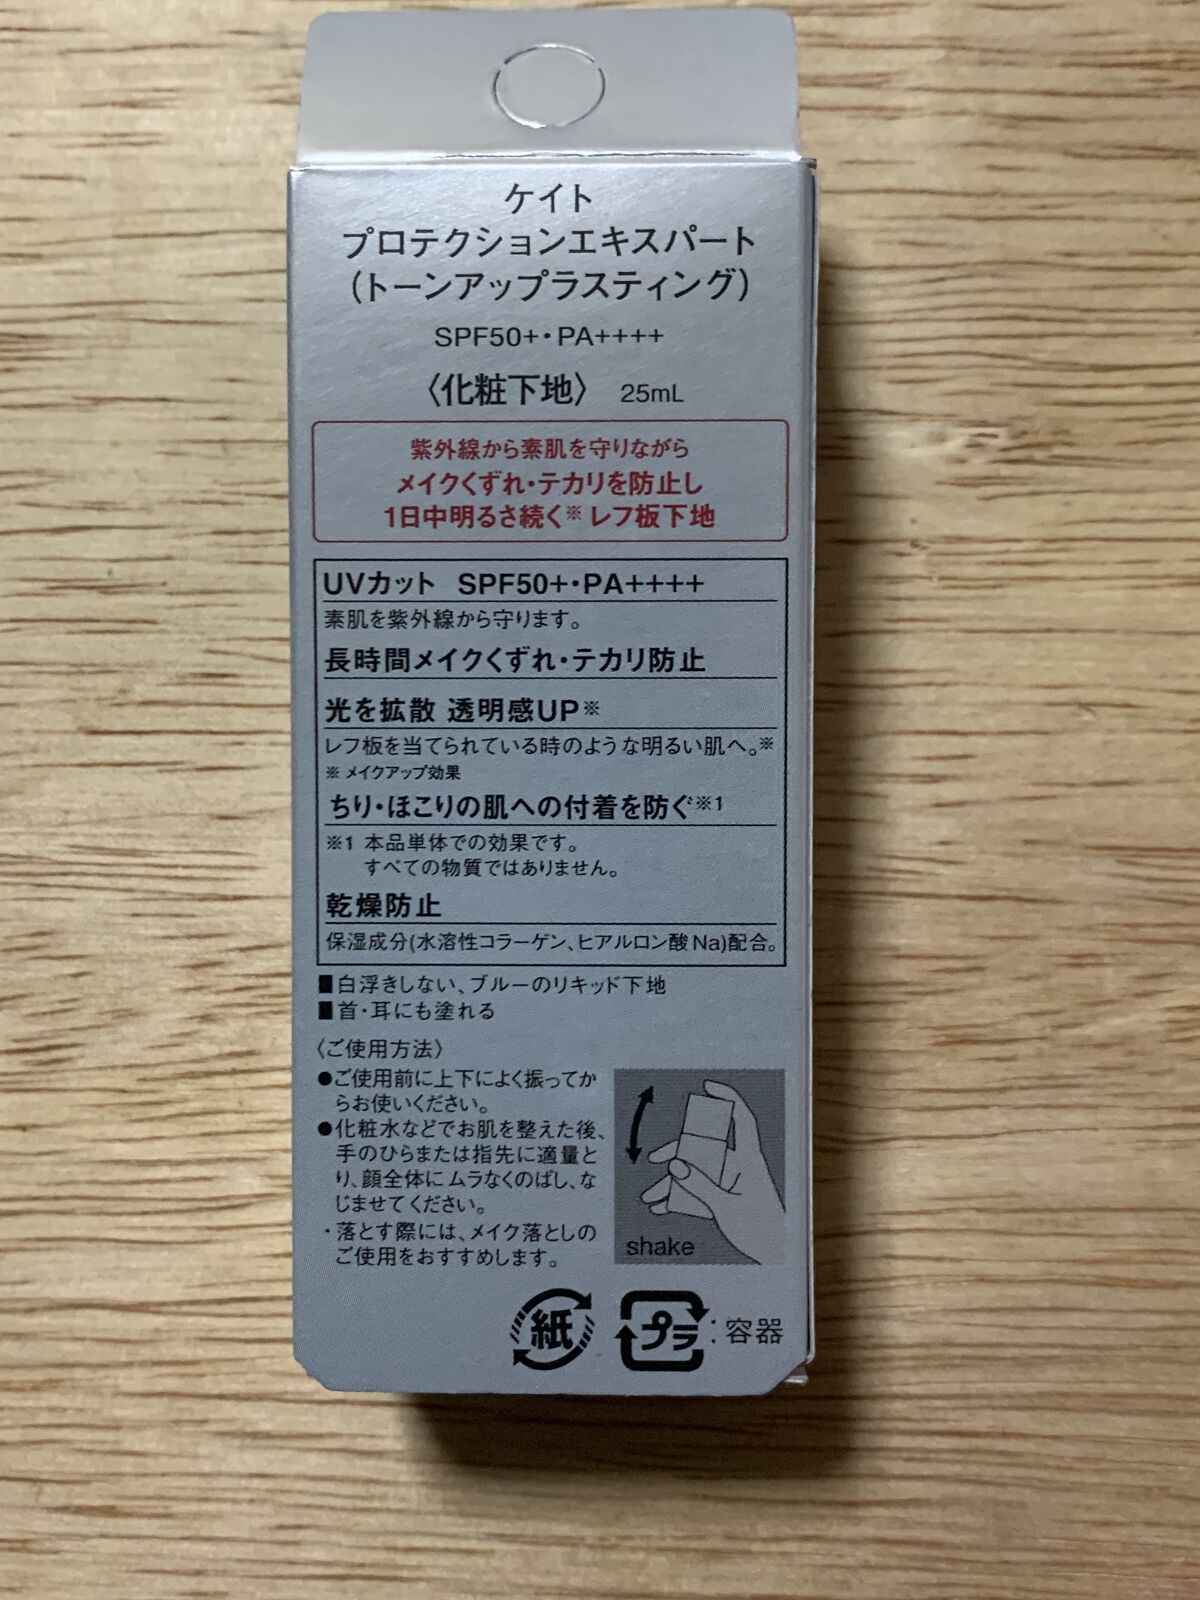 ケイト
プロテクションエキスパート
(トーンアップラスティング)
SPF50+・PA++++
〈化粧下地〉 25mL
紫外線から素肌を守りながら
メイクくずれ・テカリを防止し
1日中明るさ続く※ レフ板下地
UVカット SPF50+・PA++++
素肌を紫外線から守ります。
長時間メイクくずれ・テカリ防止
光を拡散 透明感UP※
レフ板を当てられている時のような明るい肌へ。※
※ メイクアップ効果
ちり・ほこりの肌への付着を防ぐ※1
※1 本品単体での効果です。
すべての物質ではありません。
乾燥防止
保湿成分(水溶性コラーゲン、ヒアルロン酸Na)配合。
■白浮きしない、ブルーのリキッド下地
■首・耳にも塗れる
〈ご使用方法〉
●ご使用前に上下によく振ってか
らお使いください。
●化粧水などでお肌を整えた後、
手のひらまたは指先に適量と
り、顔全体にムラなくのばし、な
じませてください。
・落とす際には、メイク落としの
ご使用をおすすめします。
shake
紙 プラ:容器